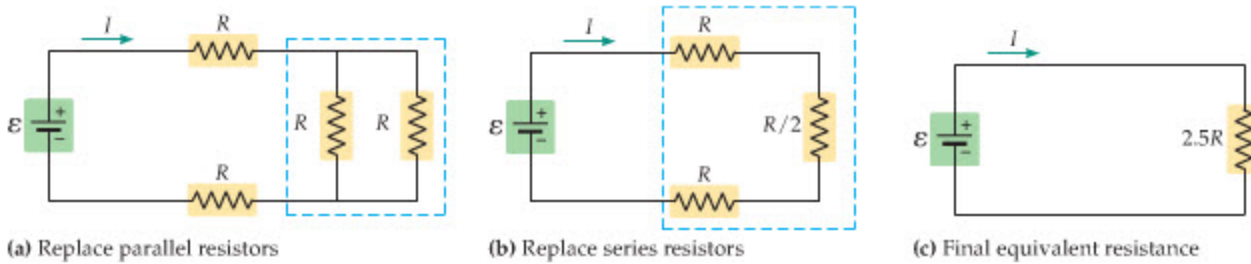 I
R
ε
+
−
R
R
R
(a) Replace parallel resistors
I
R
ε
+
−
R/2
R
(b) Replace series resistors
I
ε
+
−
2.5R
(c) Final equivalent resistance